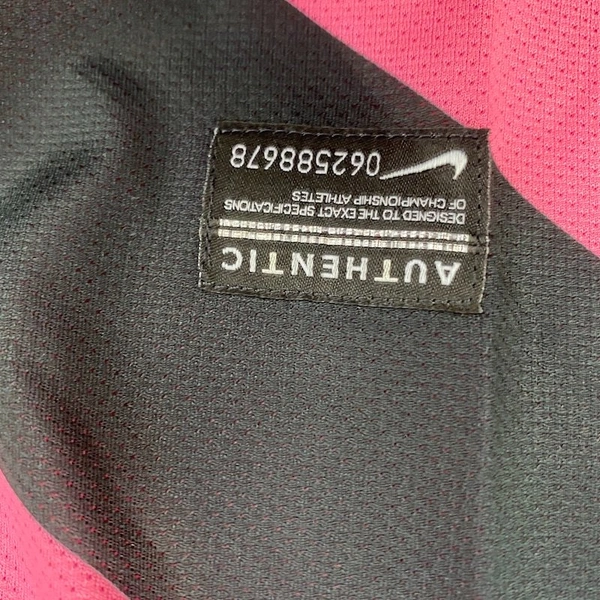 AUTHENTIC
DESIGNED TO THE EXACT SPECIFICATIONS
OF CHAMPIONSHIP ATHLETES
062588678